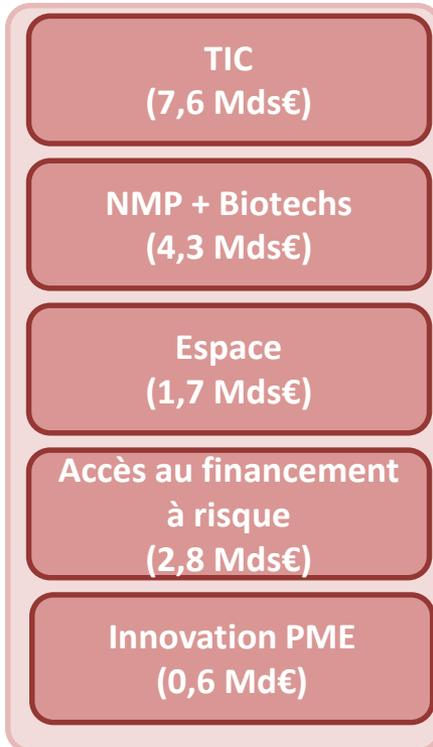 TIC
(7,6 Mds€)
NMP + Biotechs
(4,3 Mds€)
Espace
(1,7 Mds€)
Accès au financement
à risque
(2,8 Mds€)
Innovation PME
(0,6 Md€)